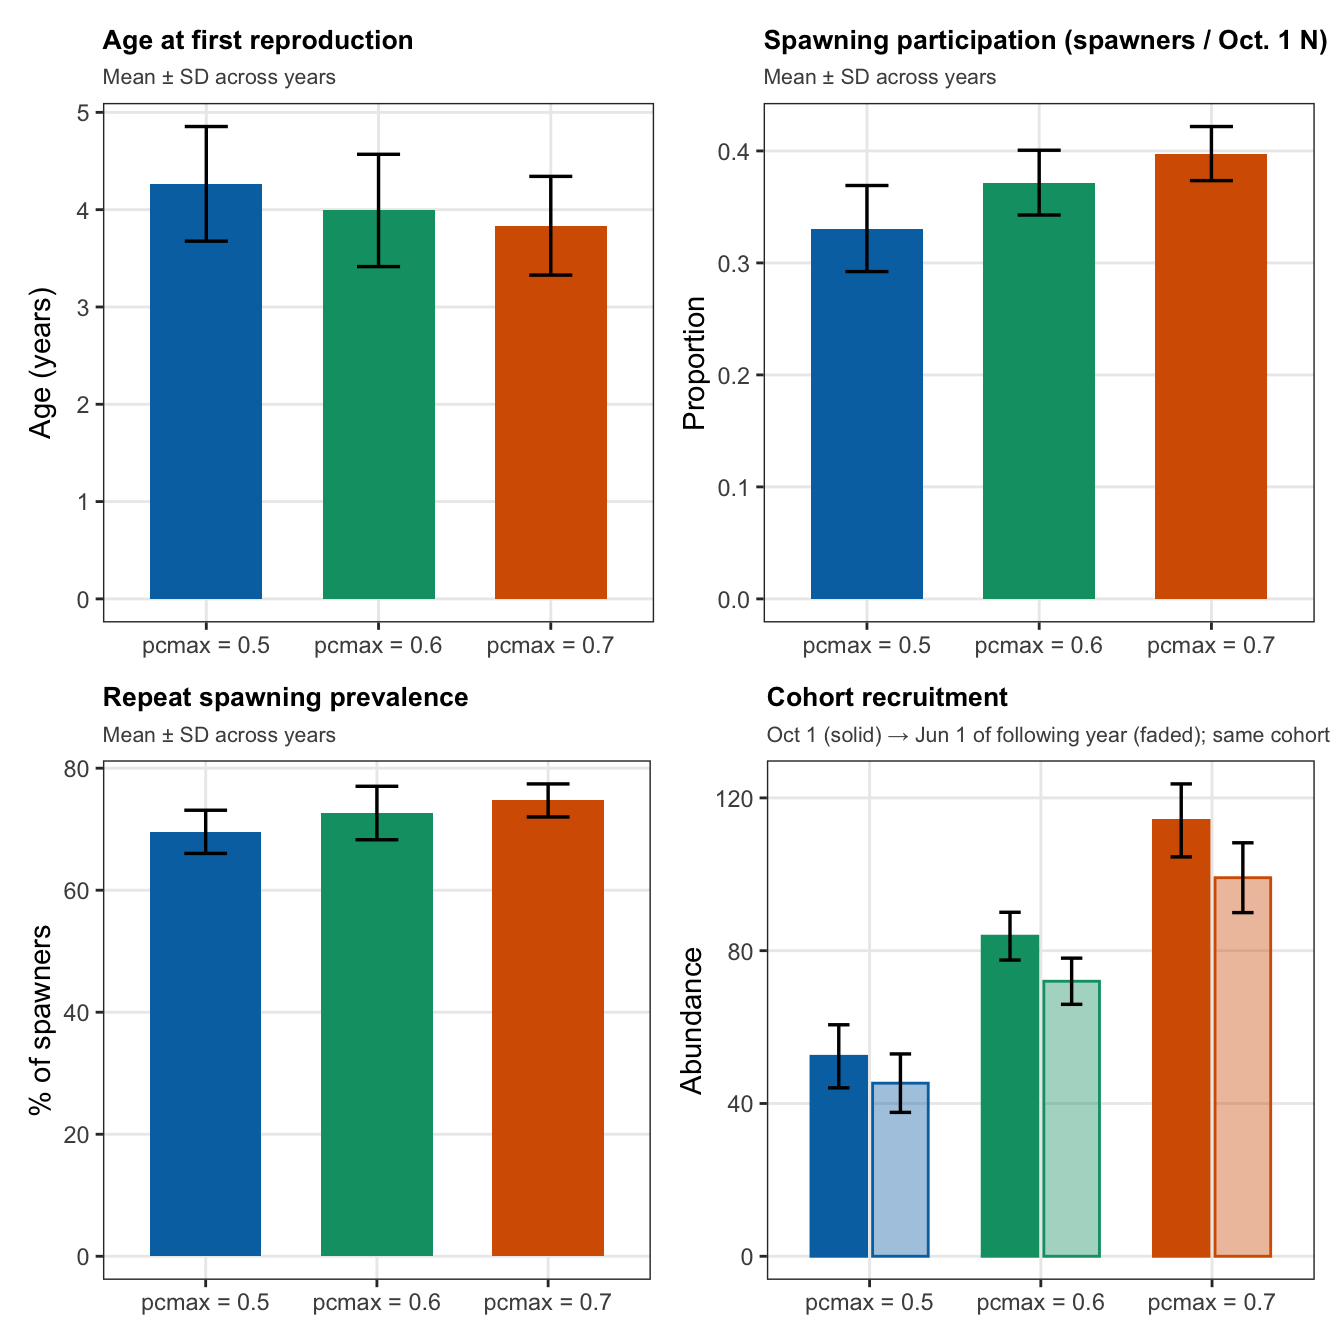 Age at first reproduction
Mean ± SD across years
5
4
3
2
1
0
Age (years)
pcmax = 0.5
pcmax = 0.6
pcmax = 0.7
Spawning participation (spawners / Oct. 1 N)
Mean ± SD across years
0.4
0.3
0.2
0.1
0.0
Proportion
pcmax = 0.5
pcmax = 0.6
pcmax = 0.7
Repeat spawning prevalence
Mean ± SD across years
80
60
40
20
0
% of spawners
pcmax = 0.5
pcmax = 0.6
pcmax = 0.7
Cohort recruitment
Oct 1 (solid) → Jun 1 of following year (faded); same cohort
120
80
40
0
Abundance
pcmax = 0.5
pcmax = 0.6
pcmax = 0.7